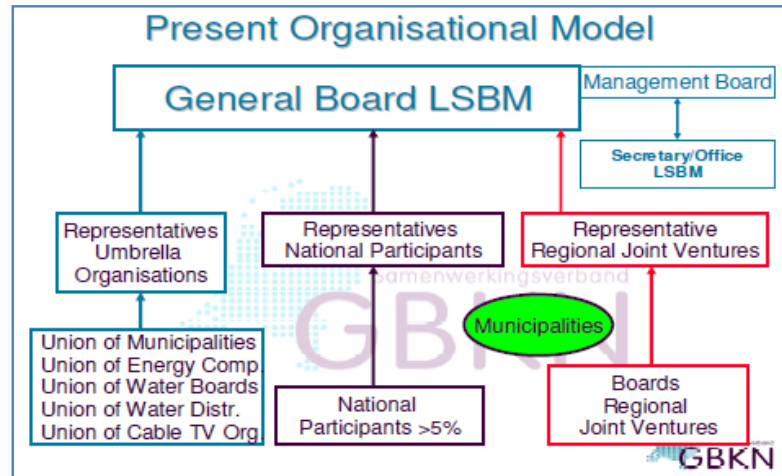 Present Organisational Model
General Board LSBM
Management Board
Secretary/Office
LSBM
Representatives
Umbrella
Organisations
Representatives
National Participants
Representative
Regional Joint Ventures
Samenwerkingsverband
GBKN
Municipalities
Union of Municipalities
Union of Energy Comp.
Union of Water Boards
Union of Water Distr.
Union of Cable TV Org.
National
Participants >5%
Boards
Regional
Joint Ventures
GBKN